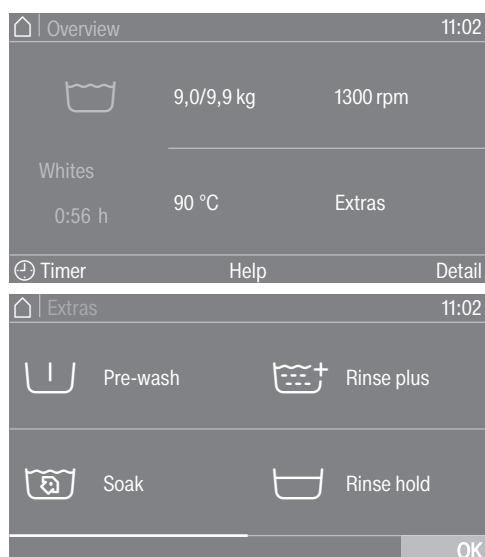 Overview 11:02
9,0/9,9 kg 1300 rpm
Whites
0:56 h
90 °C Extras
Timer Help Detail
Extras 11:02
Pre-wash Rinse plus
Soak Rinse hold
OK